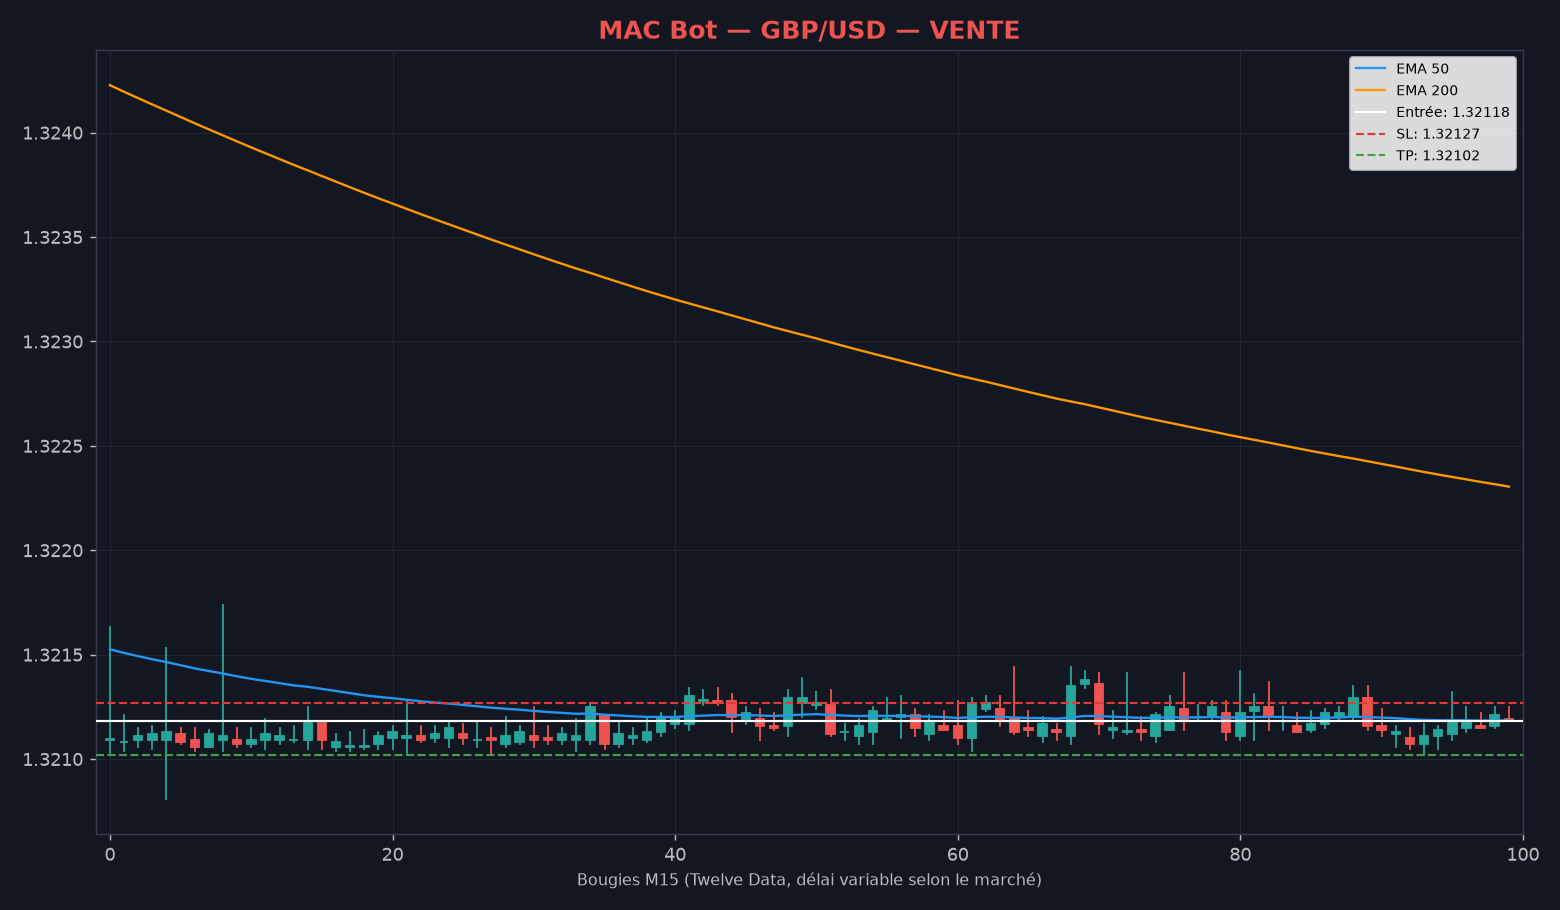 MAC Bot — GBP/USD — VENTE
EMA 50
EMA 200
Entrée: 1.32118
SL: 1.32127
TP: 1.32102
1.3240
1.3235
1.3230
1.3225
1.3220
1.3215
1.3210
0 20 40 60 80 100
Bougies M15 (Twelve Data, délai variable selon le marché)